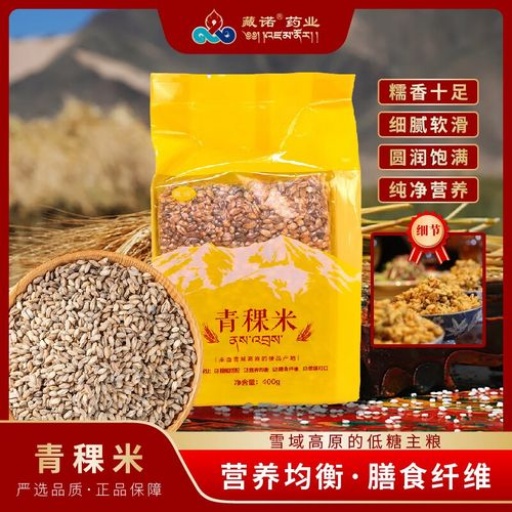 藏诺®药业
糯香十足
细腻软滑
圆润饱满
纯净营养
细节
青稞米
ནས་འབྲས་
净含量：400g
雪域高原的低糖主粮
青稞米
严选品质·正品保障
营养均衡·膳食纤维